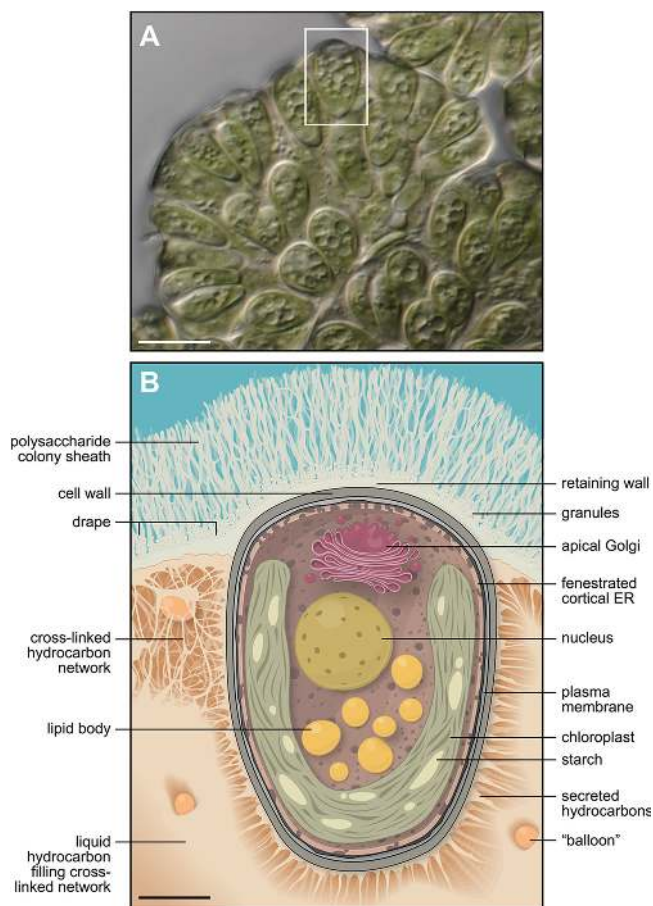 A
B
polysaccharide
colony sheath
cell wall
drape
cross-linked
hydrocarbon
network
lipid body
liquid
hydrocarbon
filling cross-
linked network
retaining wall
granules
apical Golgi
fenestrated
cortical ER
nucleus
plasma
membrane
chloroplast
starch
secreted
hydrocarbons
“balloon”